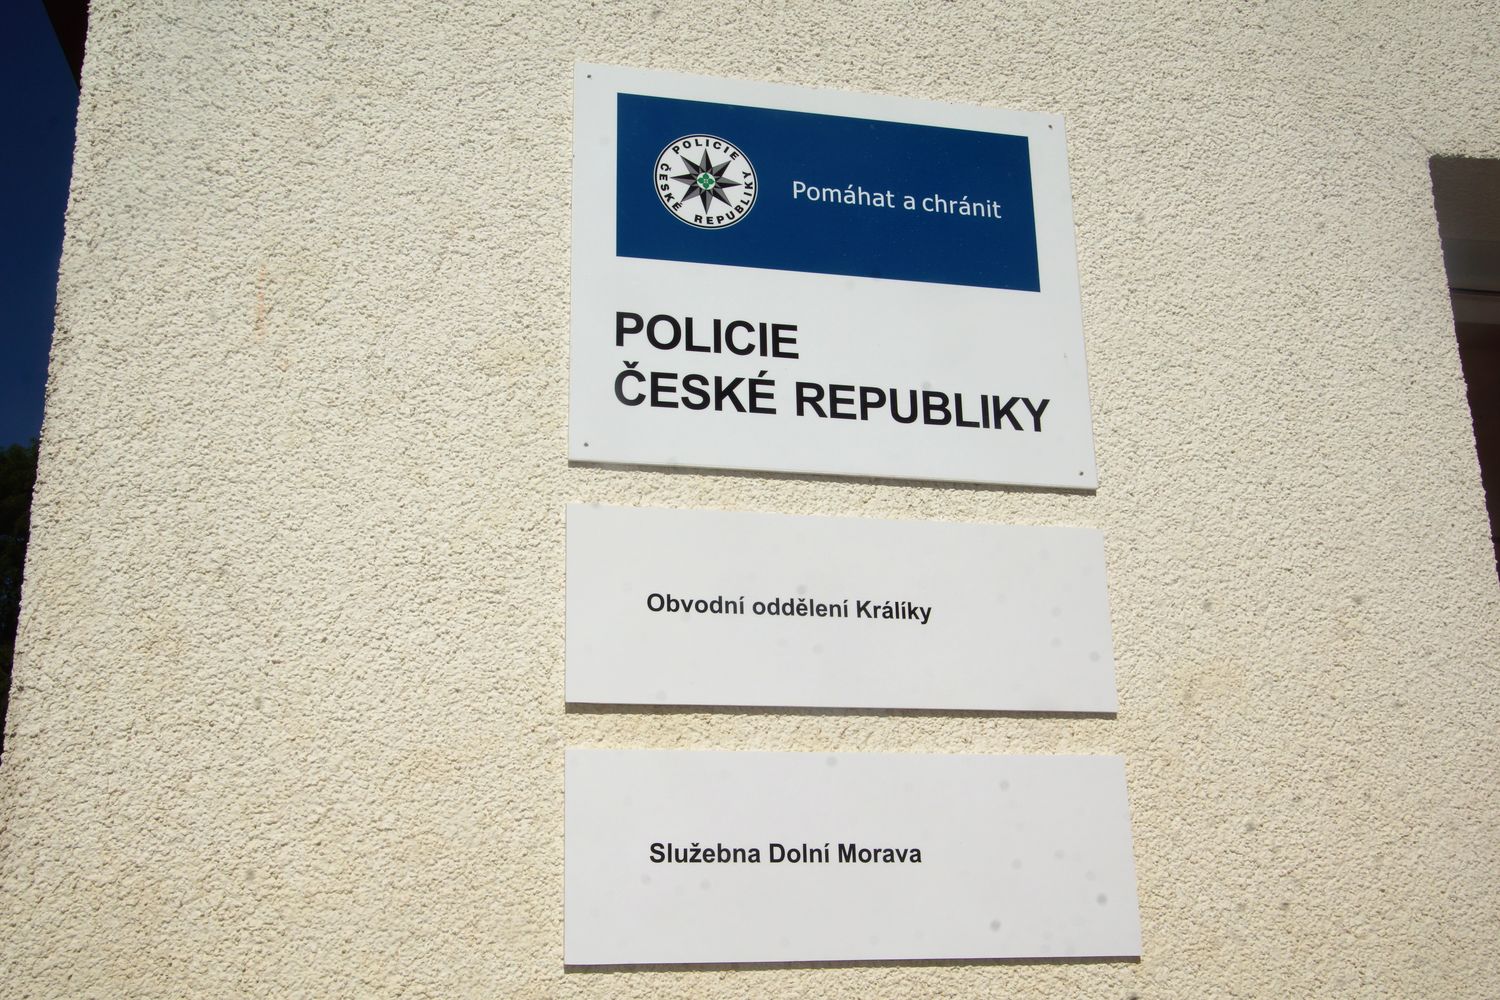 POLICIE
ČESKÉ REPUBLIKY
Pomáhat a chránit
POLICIE
ČESKÉ REPUBLIKY
Obvodní oddělení Králíky
Služebna Dolní Morava